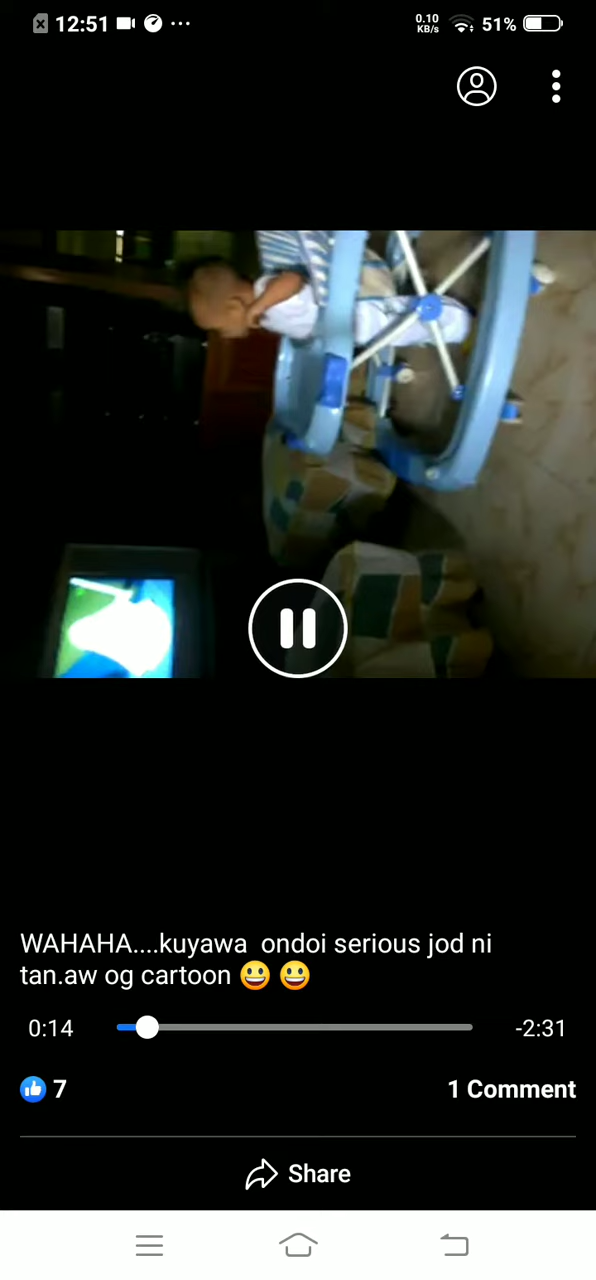 12:51
0.10
KB/s
51%
WAHAHA....kuyawa ondoi serious jod ni
tan.aw og cartoon 😃 😃
0:14
-2:31
7
1 Comment
Share